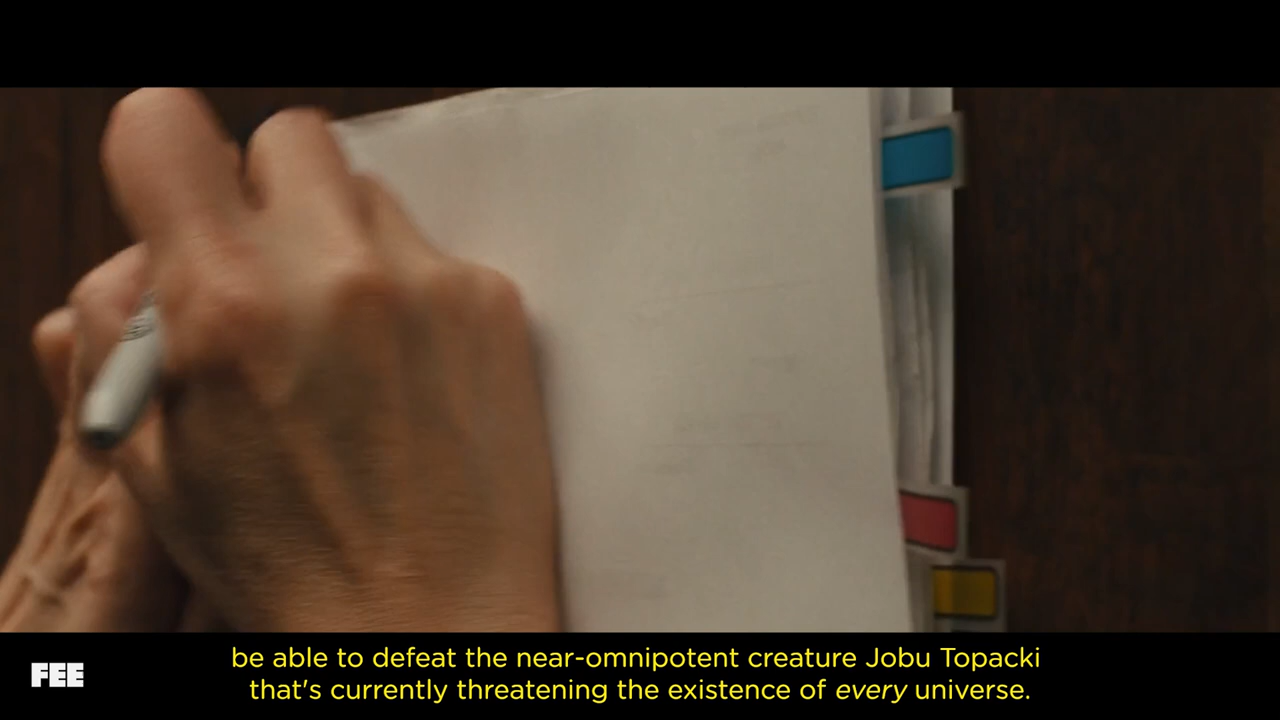 FEE
be able to defeat the near-omnipotent creature Jobu Topacki
that's currently threatening the existence of every universe.